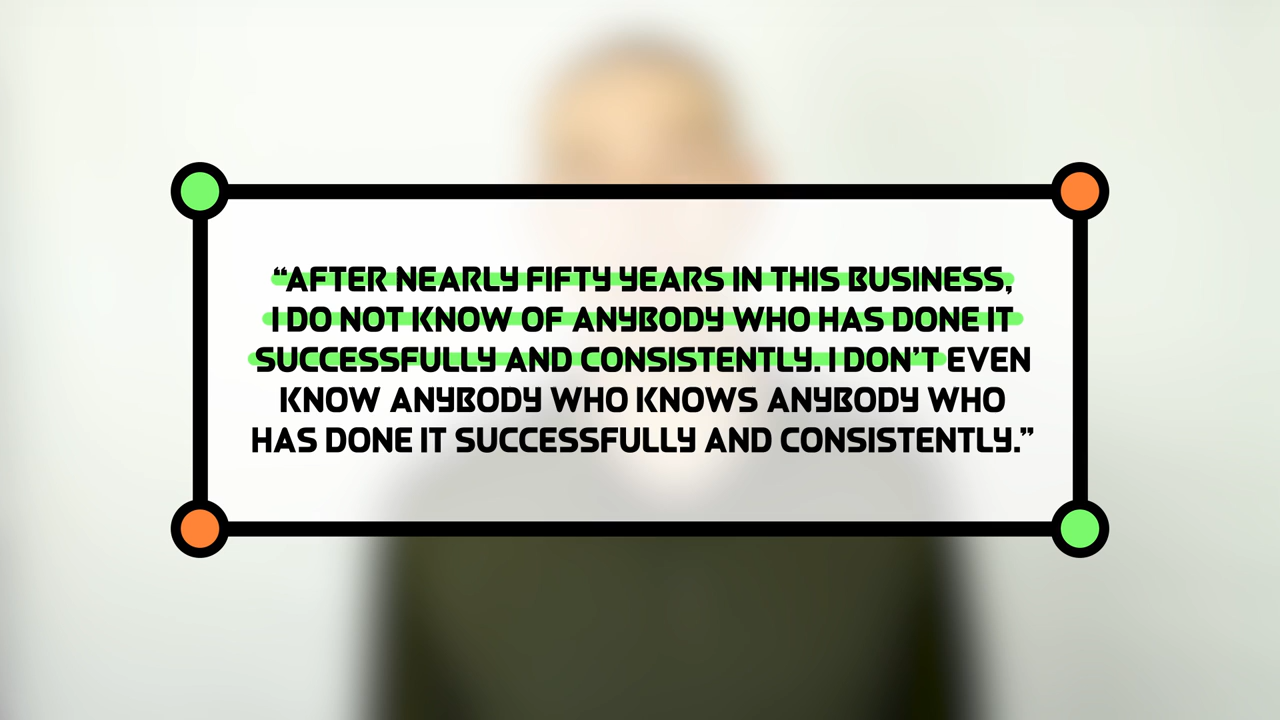 “AFTER NEARLY FIFTY YEARS IN THIS BUSINESS,
I DO NOT KNOW OF ANYBODY WHO HAS DONE IT
SUCCESSFULLY AND CONSISTENTLY. I DON’T EVEN
KNOW ANYBODY WHO KNOWS ANYBODY WHO
HAS DONE IT SUCCESSFULLY AND CONSISTENTLY.”